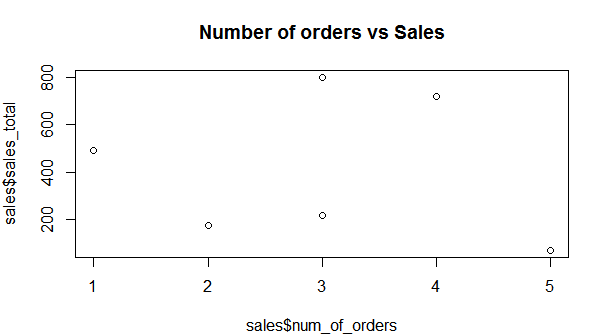 Number of orders vs Sales
sales$sales_total
800
600
400
200
1 2 3 4 5
sales$num_of_orders